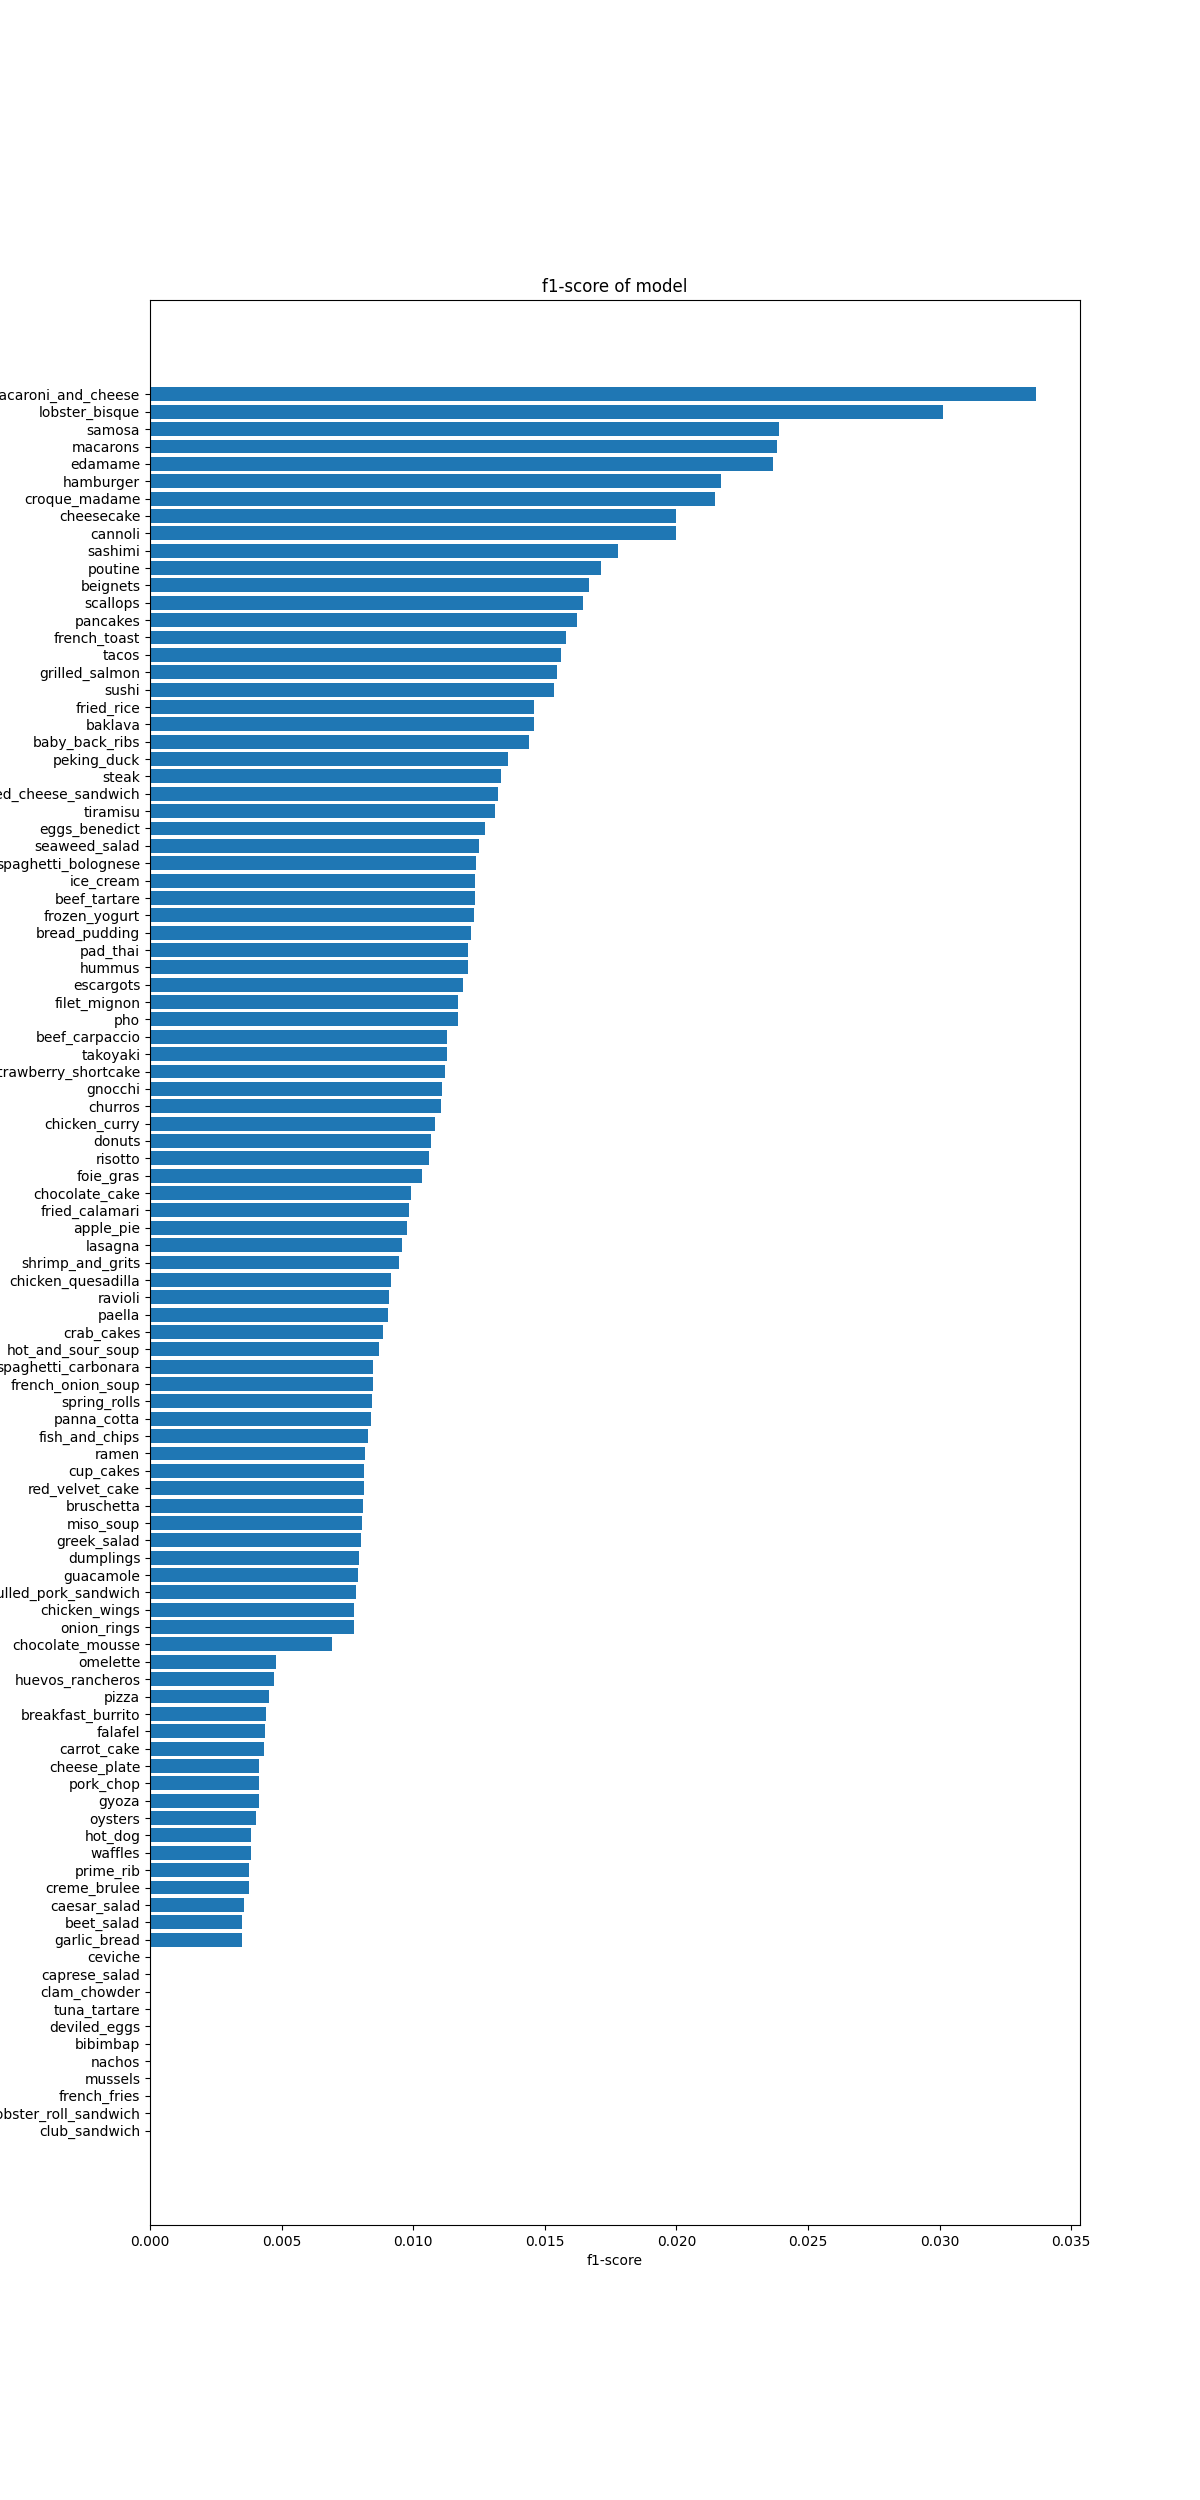 f1-score of model
acaroni_and_cheese
lobster_bisque
samosa
macarons
edamame
hamburger
croque_madame
cheesecake
cannoli
sashimi
poutine
beignets
scallops
pancakes
french_toast
tacos
grilled_salmon
sushi
fried_rice
baklava
baby_back_ribs
peking_duck
steak
ed_cheese_sandwich
tiramisu
eggs_benedict
seaweed_salad
spaghetti_bolognese
ice_cream
beef_tartare
frozen_yogurt
bread_pudding
pad_thai
hummus
escargots
filet_mignon
pho
beef_carpaccio
takoyaki
trawberry_shortcake
gnocchi
churros
chicken_curry
donuts
risotto
foie_gras
chocolate_cake
fried_calamari
apple_pie
lasagna
shrimp_and_grits
chicken_quesadilla
ravioli
paella
crab_cakes
hot_and_sour_soup
spaghetti_carbonara
french_onion_soup
spring_rolls
panna_cotta
fish_and_chips
ramen
cup_cakes
red_velvet_cake
bruschetta
miso_soup
greek_salad
dumplings
guacamole
ulled_pork_sandwich
chicken_wings
onion_rings
chocolate_mousse
omelette
huevos_rancheros
pizza
breakfast_burrito
falafel
carrot_cake
cheese_plate
pork_chop
gyoza
oysters
hot_dog
waffles
prime_rib
creme_brulee
caesar_salad
beet_salad
garlic_bread
ceviche
caprese_salad
clam_chowder
tuna_tartare
deviled_eggs
bibimbap
nachos
mussels
french_fries
obster_roll_sandwich
club_sandwich
0.000 0.005 0.010 0.015 0.020 0.025 0.030 0.035
f1-score